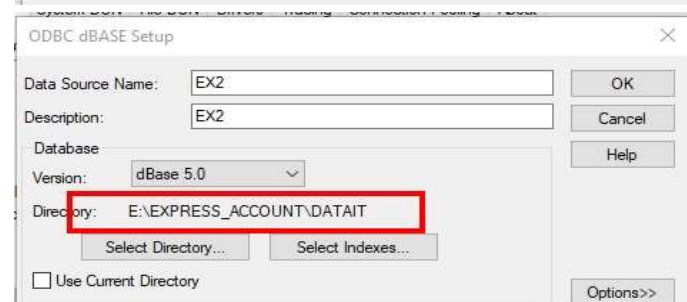 ODBC dBASE Setup
Data Source Name: EX2 OK
Description: EX2 Cancel
Database Help
Version: dBase 5.0
Directory: E:\EXPRESS_ACCOUNT\DATAIT
Select Directory... Select Indexes...
Use Current Directory
Options>>